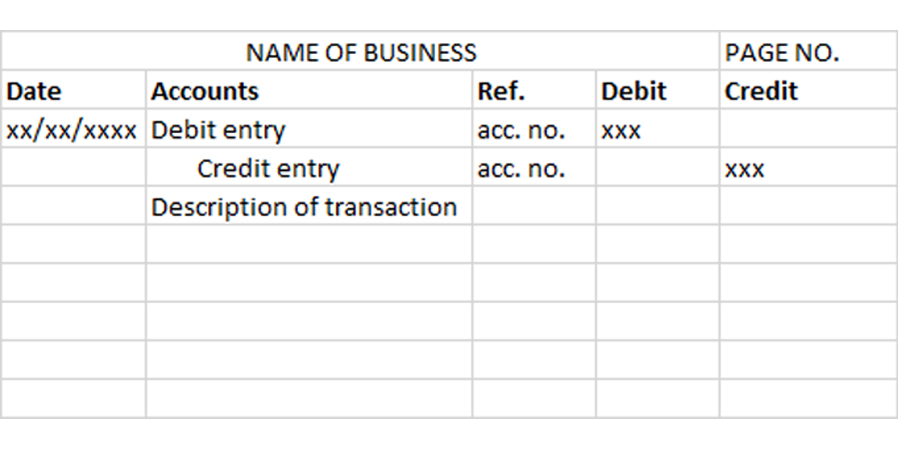 NAME OF BUSINESS PAGE NO.
Date Accounts Ref. Debit Credit
xx/xx/xxxx Debit entry acc. no. xxx
Credit entry acc. no. xxx
Description of transaction